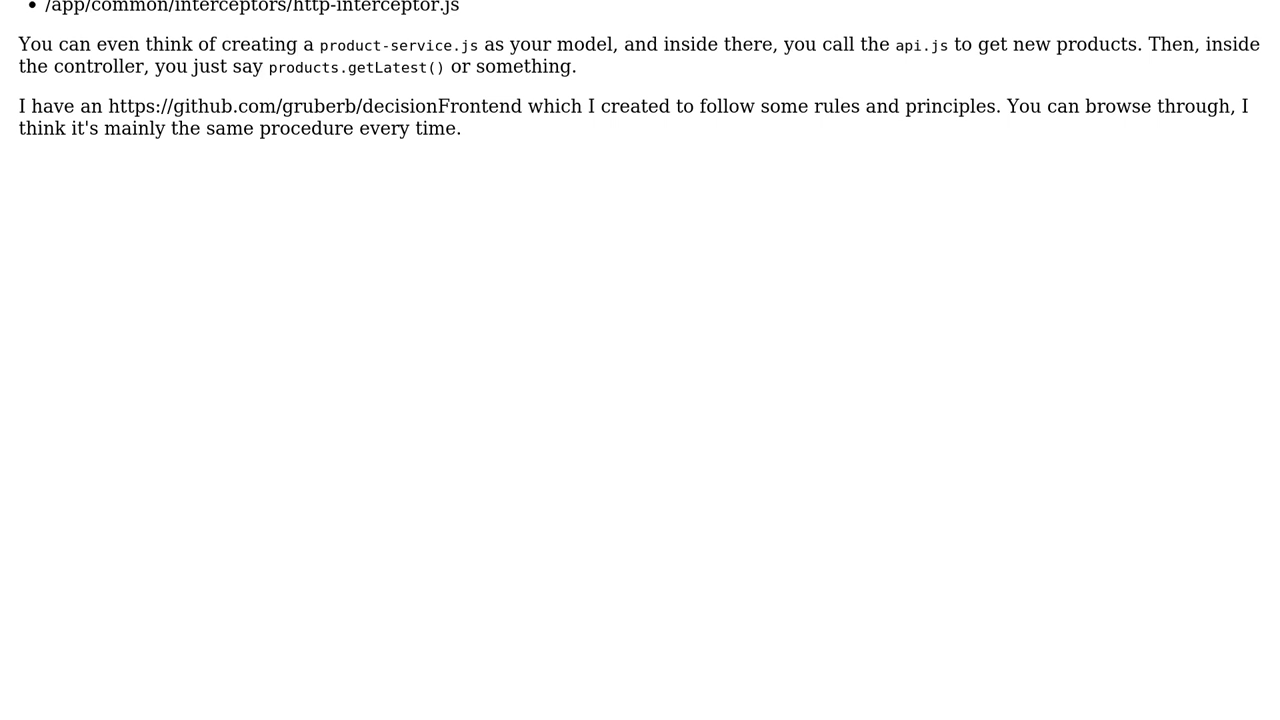 • /app/common/interceptors/http-interceptor.js
You can even think of creating a product-service.js as your model, and inside there, you call the api.js to get new products. Then, inside
the controller, you just say products.getLatest() or something.
I have an https://github.com/gruberb/decisionFrontend which I created to follow some rules and principles. You can browse through, I
think it's mainly the same procedure every time.